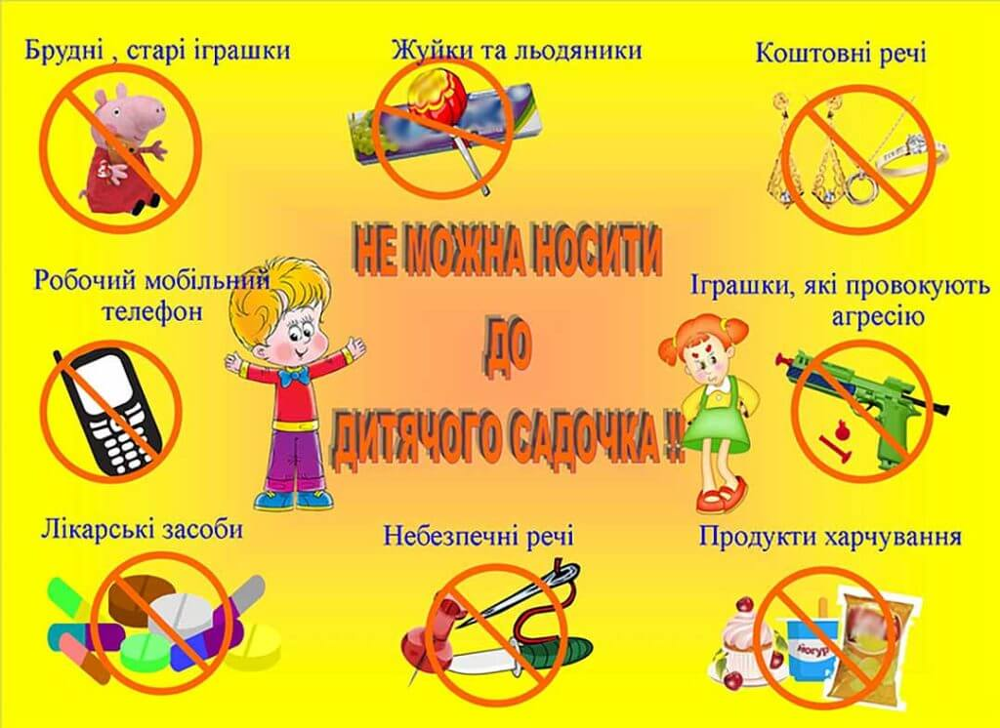 Брудні , старі іграшки
Жуйки та льодяники
Коштовні речі
НЕ МОЖНА НОСИТИ
ДО
ДИТЯЧОГО САДОЧКА !!
Робочий мобільний
телефон
Іграшки, які провокують
агресію
Лікарські засоби
Небезпечні речі
Продукти харчування
йогурт